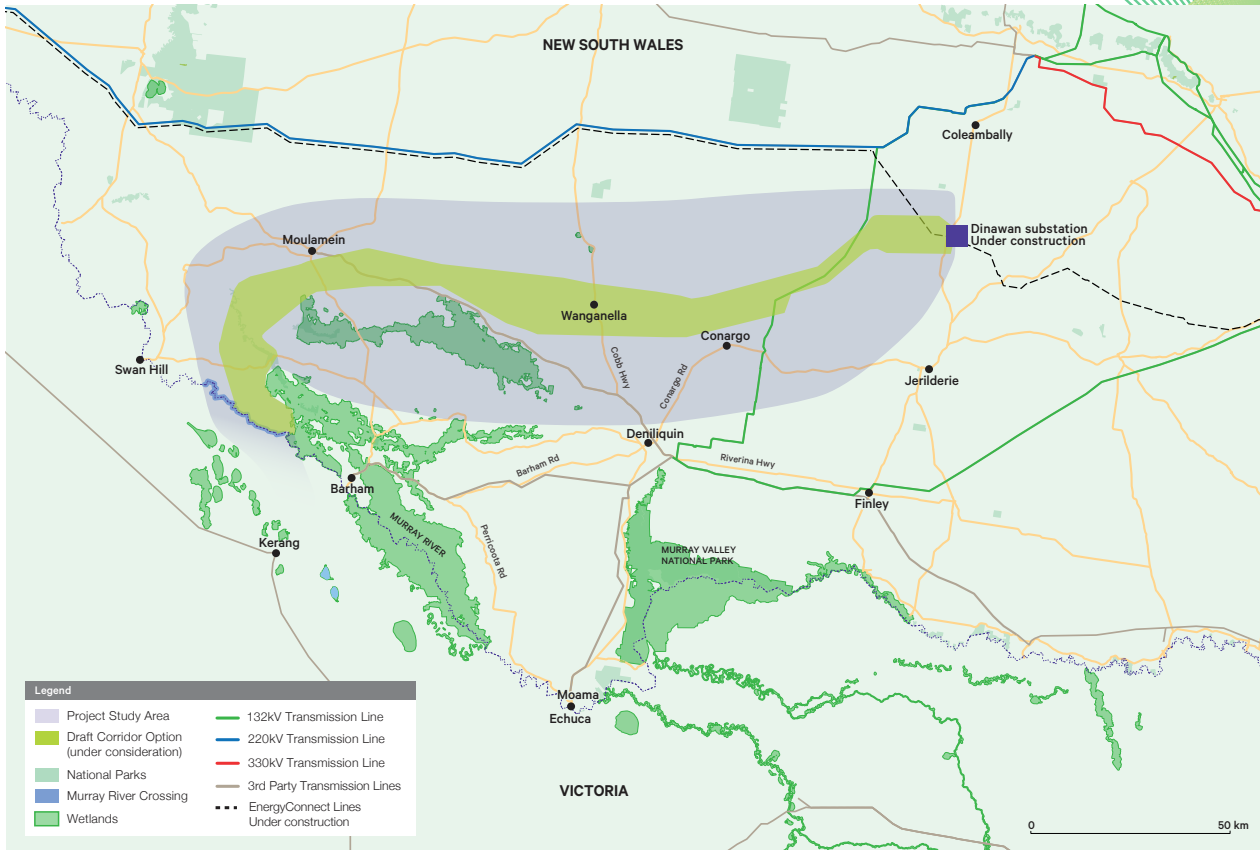 NEW SOUTH WALES
Coleambally
Dinawan substation
Under construction
Moulamein
Wanganella
Conargo
Cobb Hwy
Conargo Rd
Swan Hill
Jerilderie
Deniliquin
Barham Rd
Riverina Hwy
Barham
Finley
MURRAY RIVER
Perricoota Rd
Kerang
MURRAY VALLEY
NATIONAL PARK
Moama
Echuca
VICTORIA
Legend
Project Study Area
Draft Corridor Option
(under consideration)
National Parks
Murray River Crossing
Wetlands
132kV Transmission Line
220kV Transmission Line
330kV Transmission Line
3rd Party Transmission Lines
EnergyConnect Lines
Under construction
0 50 km